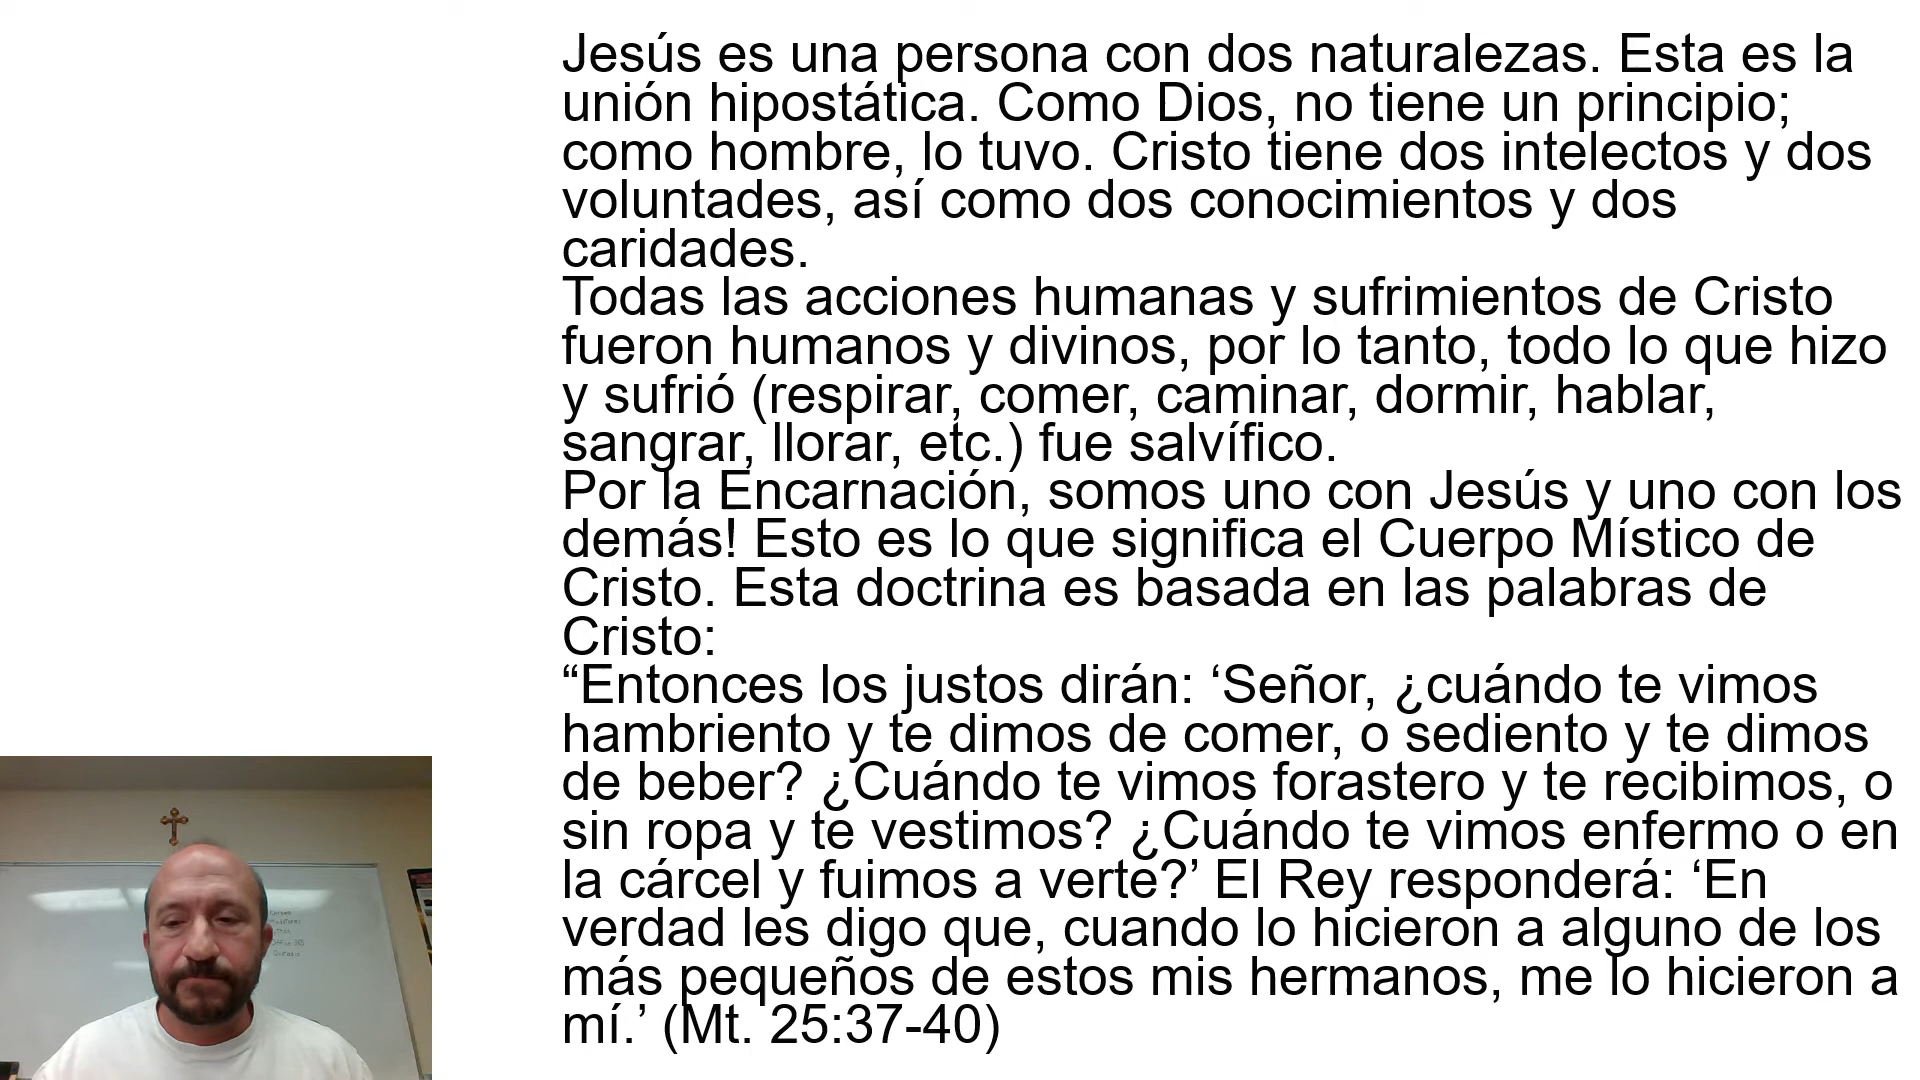 Jesús es una persona con dos naturalezas. Esta es la
unión hipostática. Como Dios, no tiene un principio;
como hombre, lo tuvo. Cristo tiene dos intelectos y dos
voluntades, así como dos conocimientos y dos
caridades.
Todas las acciones humanas y sufrimientos de Cristo
fueron humanos y divinos, por lo tanto, todo lo que hizo
y sufrió (respirar, comer, caminar, dormir, hablar,
sangrar, llorar, etc.) fue salvífico.
Por la Encarnación, somos uno con Jesús y uno con los
demás! Esto es lo que significa el Cuerpo Místico de
Cristo. Esta doctrina es basada en las palabras de
Cristo:
“Entonces los justos dirán: ‘Señor, ¿cuándo te vimos
hambriento y te dimos de comer, o sediento y te dimos
de beber? ¿Cuándo te vimos forastero y te recibimos, o
sin ropa y te vestimos? ¿Cuándo te vimos enfermo o en
la cárcel y fuimos a verte?’ El Rey responderá: ‘En
verdad les digo que, cuando lo hicieron a alguno de los
más pequeños de estos mis hermanos, me lo hicieron a
mí.’ (Mt. 25:37-40)